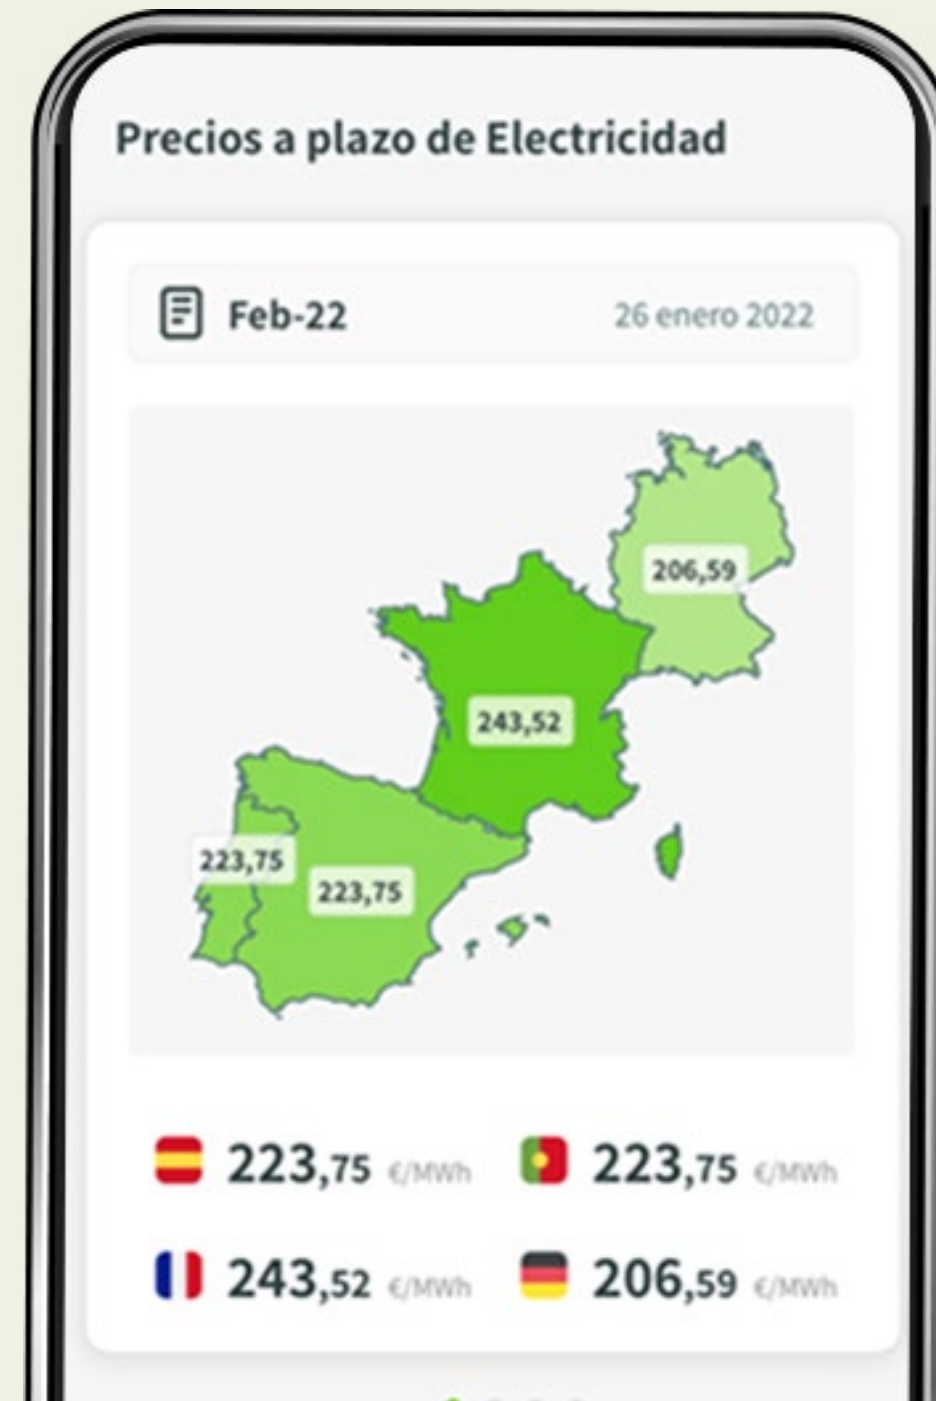 Precios a plazo de Electricidad
Feb-22 26 enero 2022
206,59
243,52
223,75
223,75
223,75 €/MWh 223,75 €/MWh
243,52 €/MWh 206,59 €/MWh